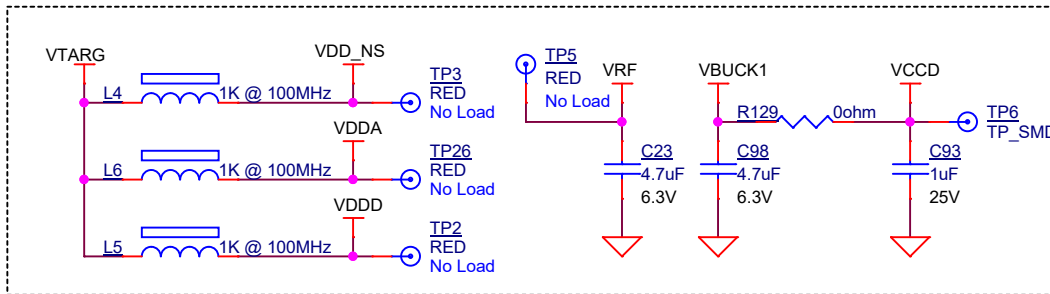 VTARG
VDD_NS
L4
1K @ 100MHz
TP3
RED
No Load
VDDA
L6
1K @ 100MHz
TP26
RED
No Load
VDDD
L5
1K @ 100MHz
TP2
RED
No Load
TP5
RED
No Load
VRF
C23
4.7uF
6.3V
VBUCK1
R129
0ohm
C98
4.7uF
6.3V
VCCD
TP6
TP_SMD
C93
1uF
25V